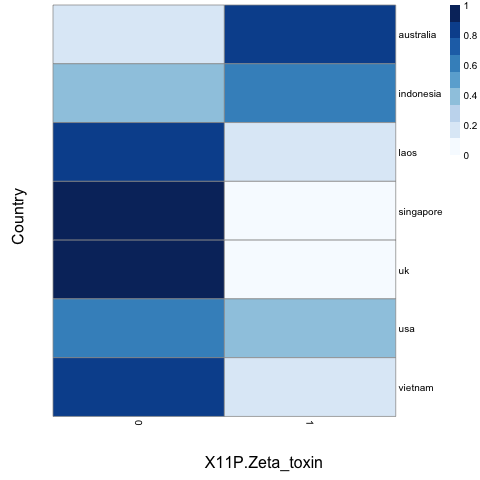 1
australia
0.8
0.6
indonesia
0.4
0.2
laos
0
singapore
Country
uk
usa
vietnam
0
1
X11P.Zeta_toxin